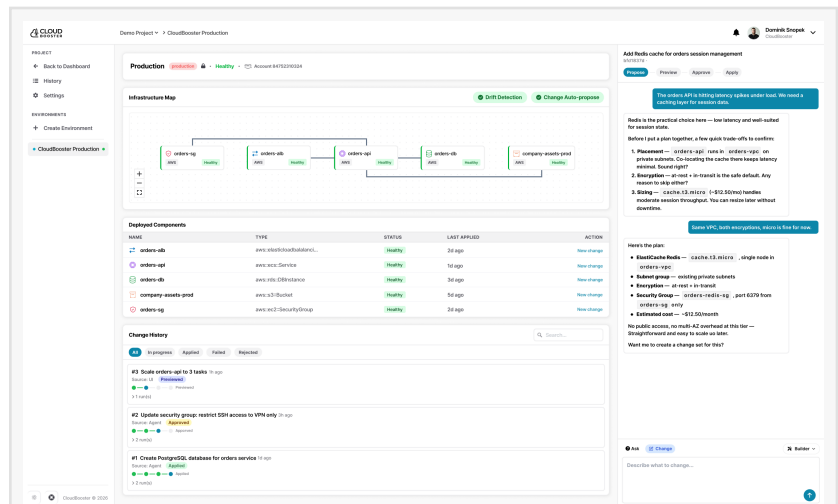 CLOUD
BOOSTER
Demo Project > CloudBooster Production
Dominik Snopek
CloudBooster
PROJECT
Back to Dashboard
History
Settings
ENVIRONMENTS
Create Environment
CloudBooster Production
CloudBooster © 2026
Production production • Healthy • Account 84752310324
Infrastructure Map
Drift Detection
Change Auto-propose
orders-sg
AWS Healthy
orders-alb
AWS Healthy
orders-api
AWS Healthy
orders-db
AWS Healthy
company-assets-prod
AWS Healthy
Deployed Components
NAME TYPE STATUS LAST APPLIED ACTION
orders-alb aws:elasticloadbalanci... Healthy 2d ago New change
orders-api aws:ecs:Service Healthy 1d ago New change
orders-db aws:rds:DBInstance Healthy 3d ago New change
company-assets-prod aws:s3:Bucket Healthy 5d ago New change
orders-sg aws:ec2:SecurityGroup Healthy 2d ago New change
Change History
Search...
All In progress Applied Failed Rejected
#3 Scale orders-api to 3 tasks 1h ago
Source: UI Previewed
Previewed
> 1 run(s)
#2 Update security group: restrict SSH access to VPN only 3h ago
Source: Agent Approved
Approved
> 2 run(s)
#1 Create PostgreSQL database for orders service 1d ago
Source: Agent Applied
Applied
> 2 run(s)
Add Redis cache for orders session management
Propose Preview Approve Apply
The orders API is hitting latency spikes under load. We need a
caching layer for session data.
Redis is the practical choice here — low latency and well-suited
for session state.
Before I put a plan together, a few quick trade-offs to confirm:
1. Placement — orders-api runs in orders-vpc on
private subnets. Co-locating the cache there keeps latency
minimal. Sound right?
2. Encryption — at-rest + in-transit is the safe default. Any
reason to skip either?
3. Sizing — cache.t3.micro (~$12.50/mo) handles
moderate session throughput. You can resize later without
downtime.
Same VPC, both encryptions, micro is fine for now.
Here's the plan:
• ElastiCache Redis — cache.t3.micro , single node in
orders-vpc
• Subnet group — existing private subnets
• Encryption — at-rest + in-transit
• Security Group — orders-redis-sg , port 6379 from
orders-sg only
• Estimated cost — ~$12.50/month
No public access, no multi-AZ overhead at this tier —
Straightforward and easy to scale us later.
Want me to create a change set for this?
Ask Change Builder
Describe what to change...